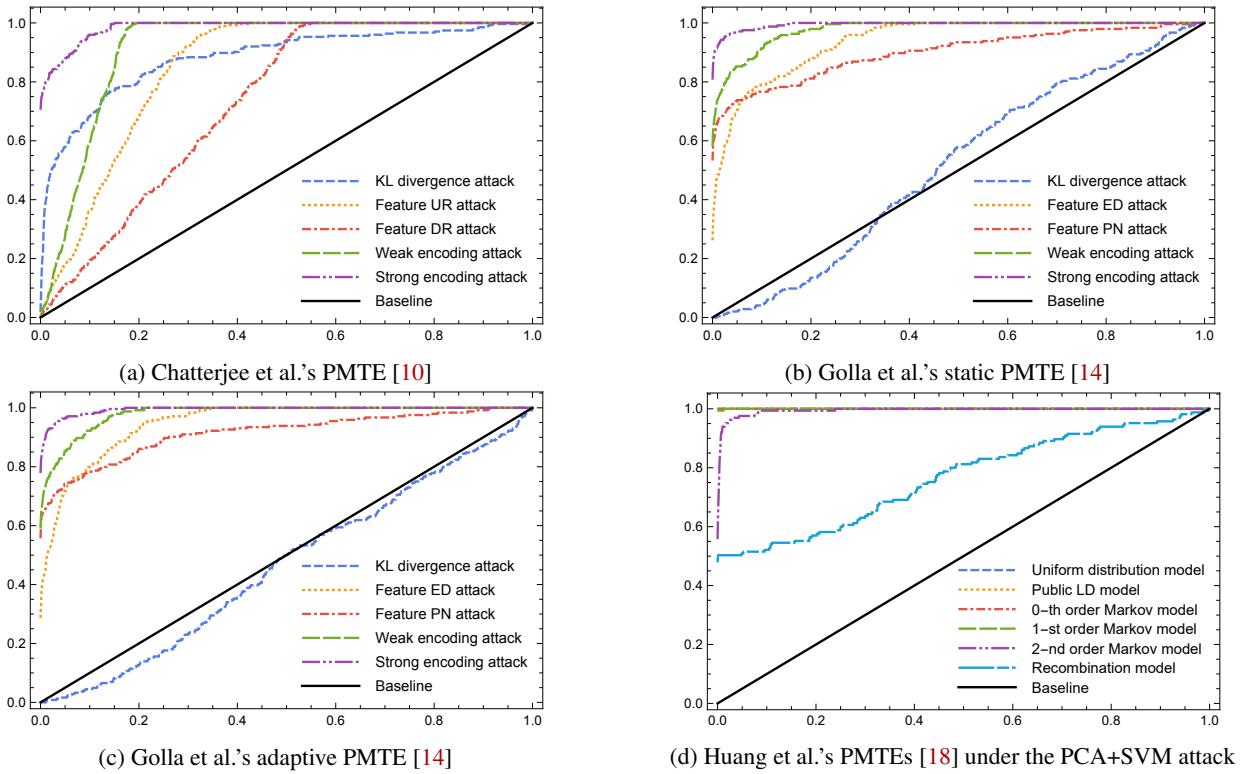 1.0
0.8
0.6
0.4
0.2
0.0
0.0 0.2 0.4 0.6 0.8 1.0
KL divergence attack
Feature UR attack
Feature DR attack
Weak encoding attack
Strong encoding attack
Baseline
(a) Chatterjee et al.'s PMTE [10]
1.0
0.8
0.6
0.4
0.2
0.0
0.0 0.2 0.4 0.6 0.8 1.0
KL divergence attack
Feature ED attack
Feature PN attack
Weak encoding attack
Strong encoding attack
Baseline
(b) Golla et al.'s static PMTE [14]
1.0
0.8
0.6
0.4
0.2
0.0
0.0 0.2 0.4 0.6 0.8 1.0
KL divergence attack
Feature ED attack
Feature PN attack
Weak encoding attack
Strong encoding attack
Baseline
(c) Golla et al.'s adaptive PMTE [14]
1.0
0.8
0.6
0.4
0.2
0.0
0.0 0.2 0.4 0.6 0.8 1.0
Uniform distribution model
Public LD model
0-th order Markov model
1-st order Markov model
2-nd order Markov model
Recombination model
Baseline
(d) Huang et al.'s PMTEs [18] under the PCA+SVM attack